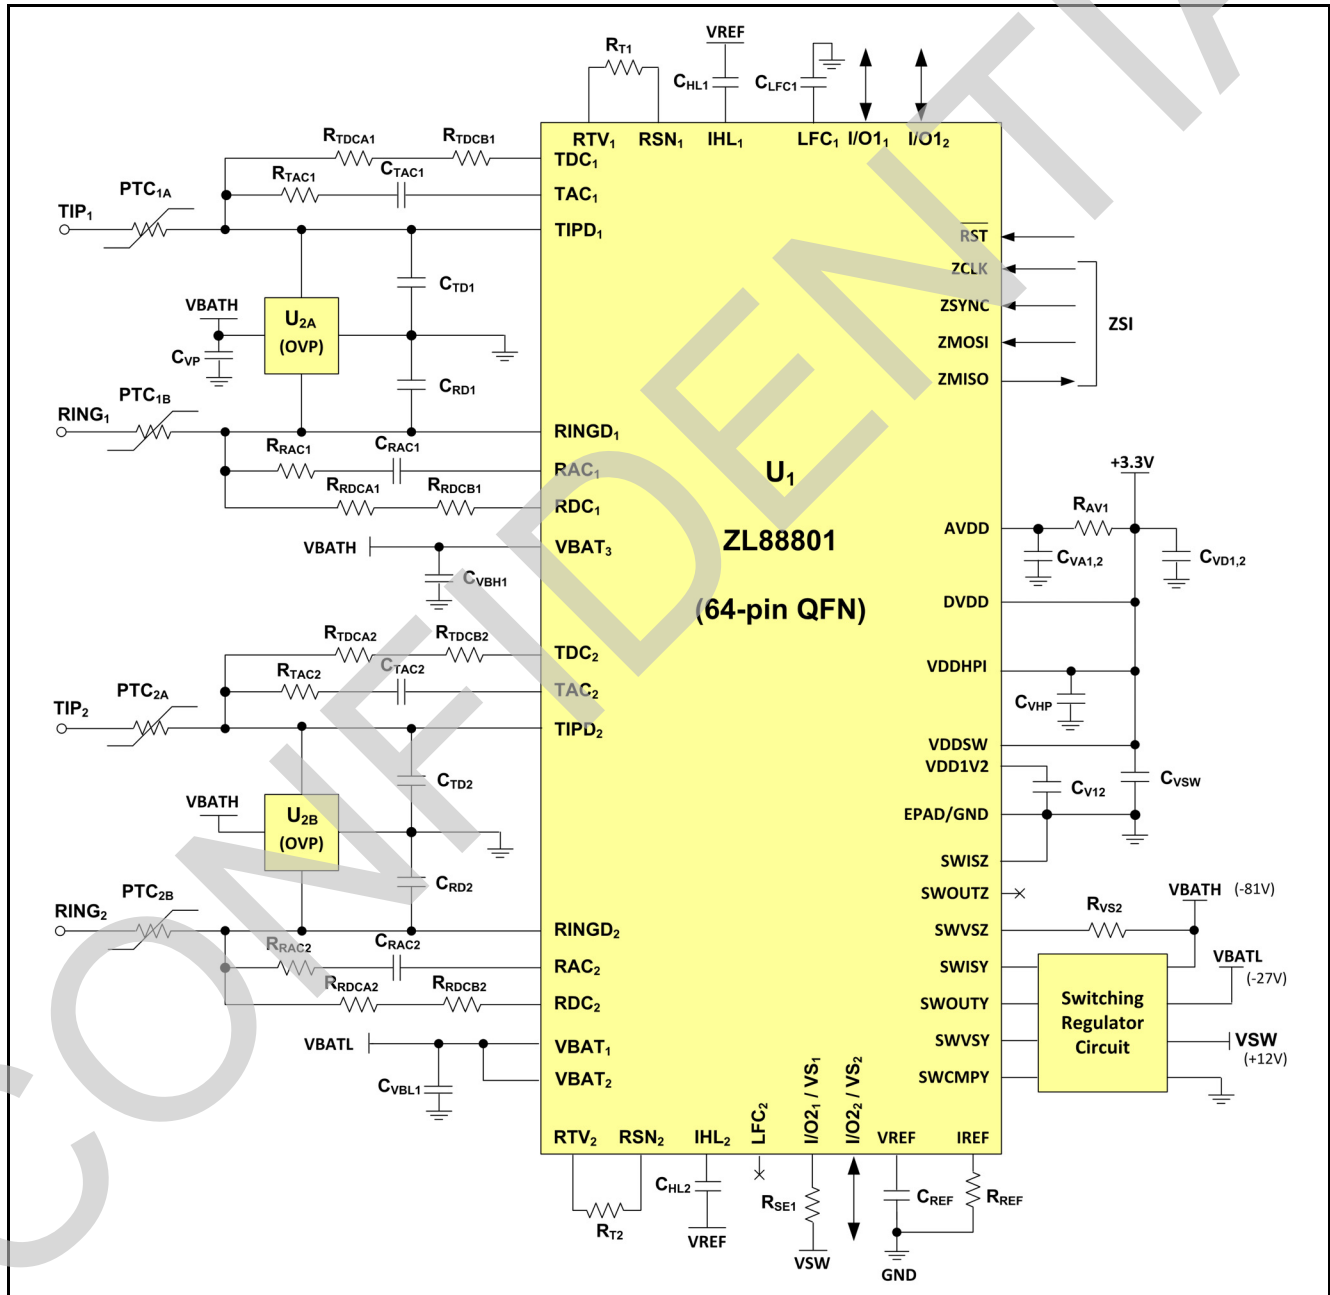 VREF
RT1
CHL1
CLFC1
RTV1 RSN1 IHL1 LFC1 I/O11 I/O12
RTDCA1 RTDCB1
TDC1
RTAC1 CTAC1
TAC1
PTC1A
TIP1
TIPD1
RST
ZCLK
ZSYNC
ZMOSI
ZMISO
ZSI
CTD1
VBATH
U2A
(OVP)
CVP
CRD1
PTC1B
RING1
RINGD1
RRAC1 CRAC1
RAC1
RRDCA1 RRDCB1
RDC1
VBATH
VBAT3
CVBH1
U1
ZL88801
(64-pin QFN)
+3.3V
AVDD
RAV1
CVA1,2
CVD1,2
DVDD
VDDHPI
CVHP
VDDSW
VDD1V2
CV12
CVSW
EPAD/GND
SWISZ
SWOUTZ
SWVSZ
RVS2
VBATH (-81V)
VBATL
(-27V)
SWISY
SWOUTY
SWVSY
SWCMPY
Switching
Regulator
Circuit
VSW
(+12V)
RTDCA2 RTDCB2
TDC2
RTAC2 CTAC2
TAC2
PTC2A
TIP2
TIPD2
CTD2
VBATH
U2B
(OVP)
CRD2
PTC2B
RING2
RINGD2
RRAC2 CRAC2
RAC2
RRDCA2 RRDCB2
RDC2
VBATL
VBAT1
VBAT2
CVBL1
RTV2 RSN2 IHL2 LFC2 I/O21 / VS1 I/O22 / VS2 VREF IREF
RT2
CHL2
VREF
RSE1
VSW
CREF
RREF
GND
CONFIDENTIA